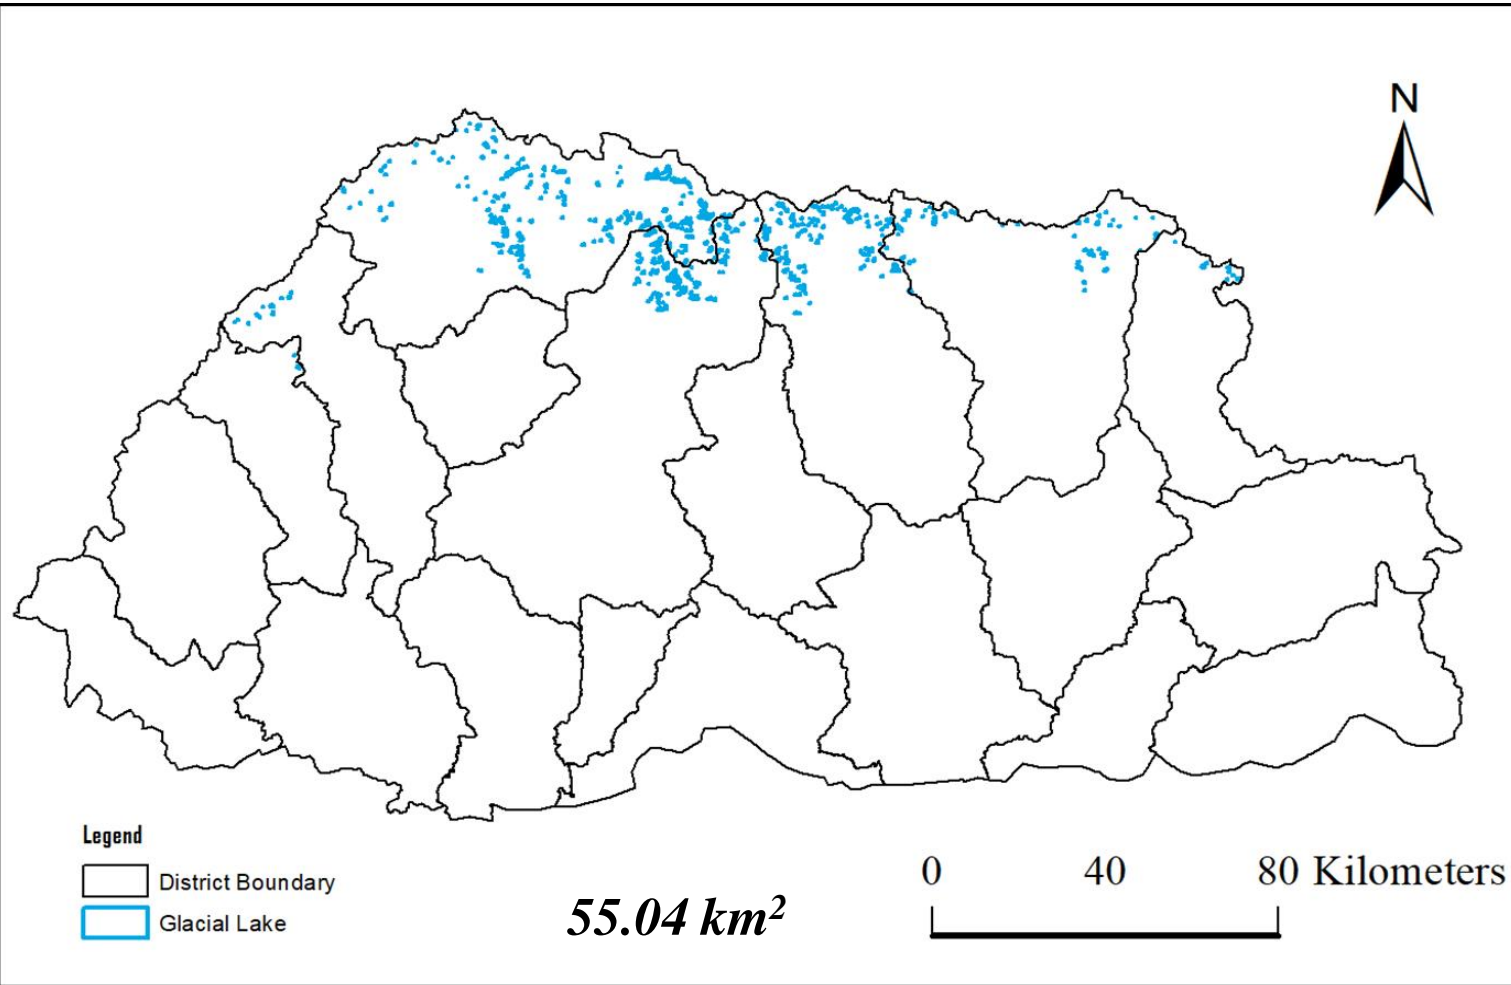 N
Legend
District Boundary
Glacial Lake
55.04 km²
0 40 80 Kilometers